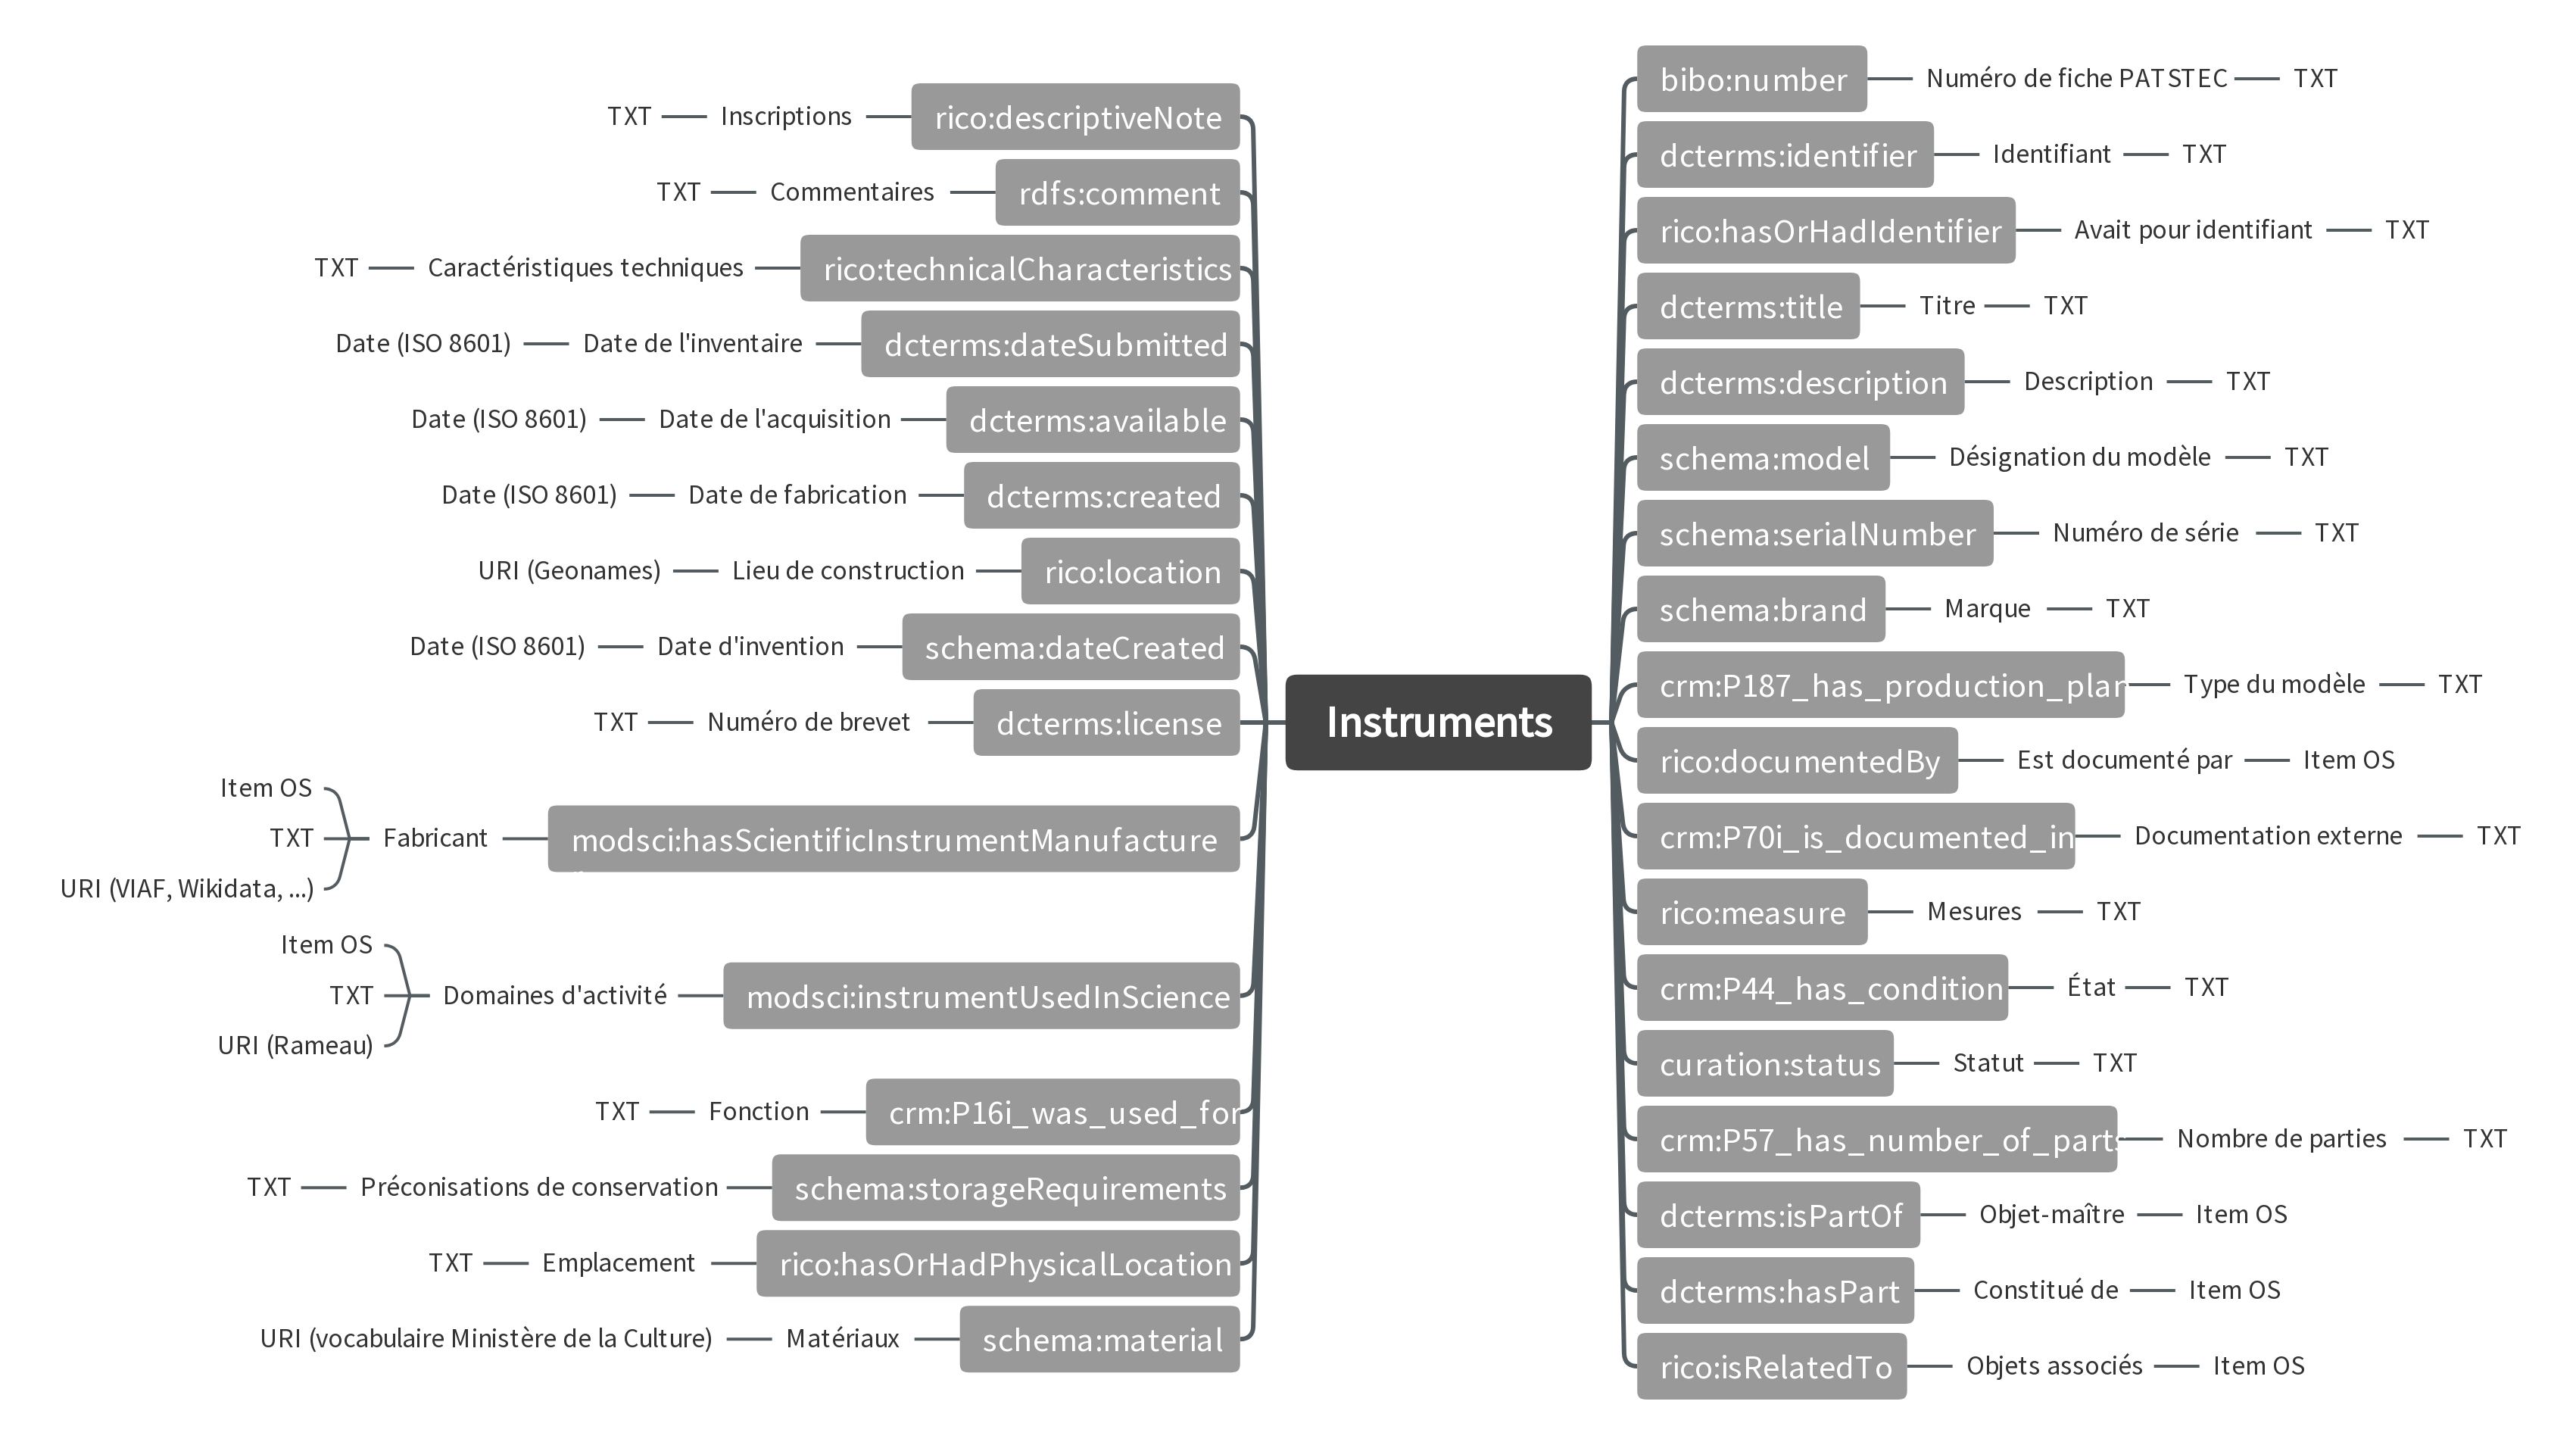 TXT Inscriptions rico:descriptiveNote
TXT Commentaires rdfs:comment
TXT Caractéristiques techniques rico:technicalCharacteristics
Date (ISO 8601) Date de l'inventaire dcterms:dateSubmitted
Date (ISO 8601) Date de l'acquisition dcterms:available
Date (ISO 8601) Date de fabrication dcterms:created
URI (Geonames) Lieu de construction rico:location
Date (ISO 8601) Date d'invention schema:dateCreated
TXT Numéro de brevet dcterms:license
Item OS
TXT Fabricant modsci:hasScientificInstrumentManufacture
URI (VIAF, Wikidata, ...)
Item OS
TXT Domaines d'activité modsci:instrumentUsedInScience
URI (Rameau)
TXT Fonction crm:P16i_was_used_for
TXT Préconisations de conservation schema:storageRequirements
TXT Emplacement rico:hasOrHadPhysicalLocation
URI (vocabulaire Ministère de la Culture) Matériaux schema:material
Instruments
bibo:number Numéro de fiche PATSTEC TXT
dcterms:identifier Identifiant TXT
rico:hasOrHadIdentifier Avait pour identifiant TXT
dcterms:title Titre TXT
dcterms:description Description TXT
schema:model Désignation du modèle TXT
schema:serialNumber Numéro de série TXT
schema:brand Marque TXT
crm:P187_has_production_plan Type du modèle TXT
rico:documentedBy Est documenté par Item OS
crm:P70i_is_documented_in Documentation externe TXT
rico:measure Mesures TXT
crm:P44_has_condition État TXT
curation:status Statut TXT
crm:P57_has_number_of_parts Nombre de parties TXT
dcterms:isPartOf Objet-maître Item OS
dcterms:hasPart Constitué de Item OS
rico:isRelatedTo Objets associés Item OS